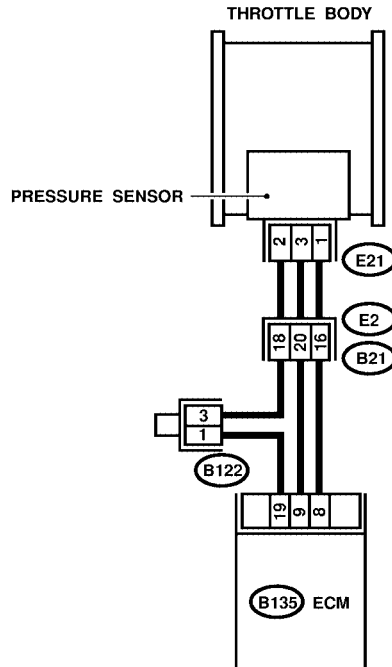 THROTTLE BODY
PRESSURE SENSOR
2 3 1
E21
E2
18 20 16
B21
3
1
B122
19 9 8
B135 ECM